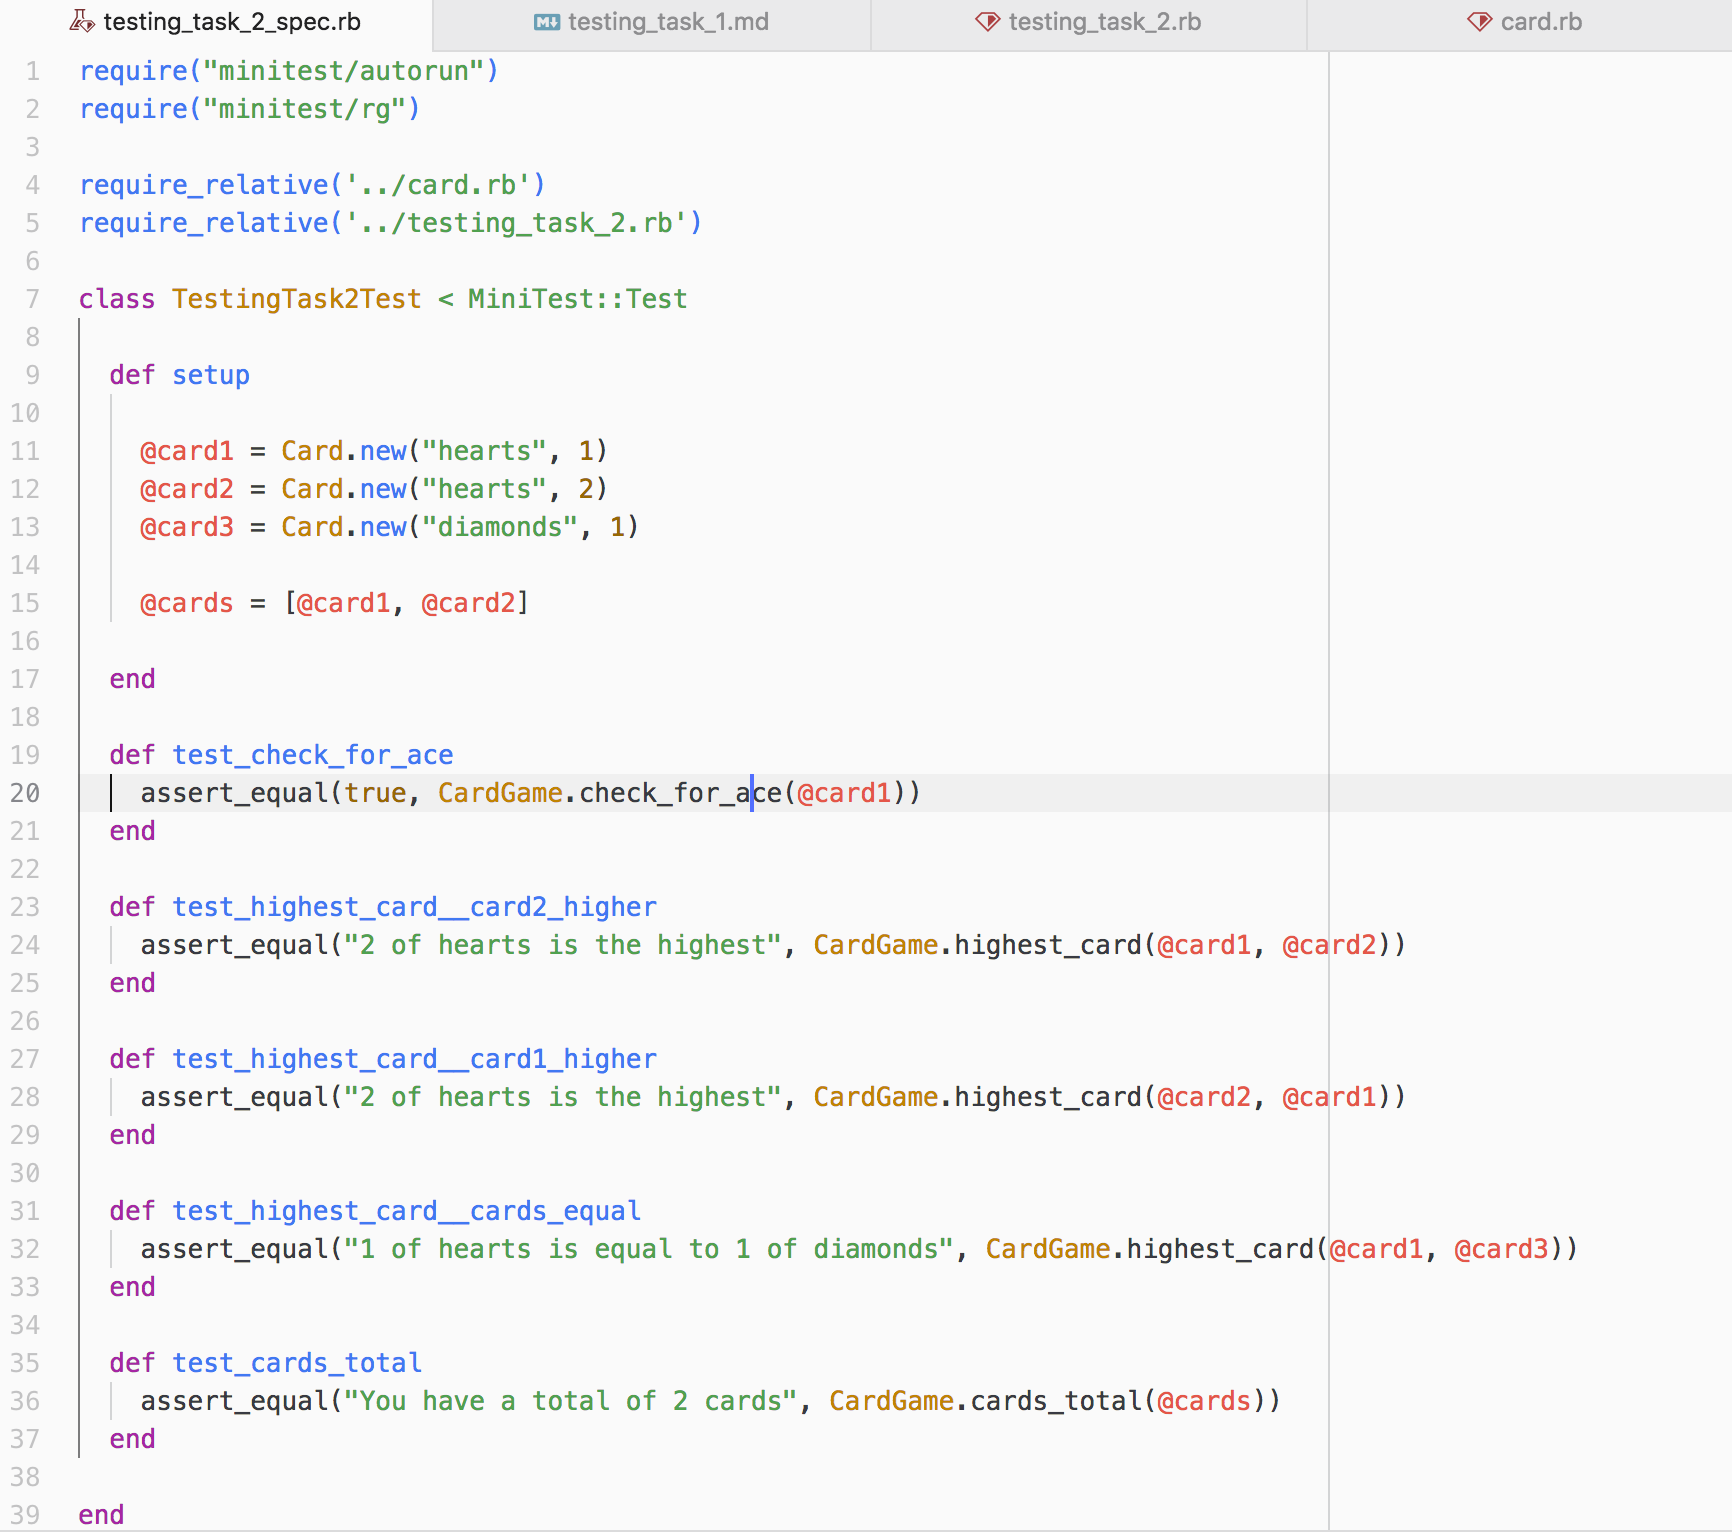 testing_task_2_spec.rb testing_task_1.md testing_task_2.rb card.rb
1 require("minitest/autorun")
2 require("minitest/rg")
3
4 require_relative('../card.rb')
5 require_relative('../testing_task_2.rb')
6
7 class TestingTask2Test < MiniTest::Test
8
9   def setup
10
11     @card1 = Card.new("hearts", 1)
12     @card2 = Card.new("hearts", 2)
13     @card3 = Card.new("diamonds", 1)
14
15     @cards = [@card1, @card2]
16
17   end
18
19   def test_check_for_ace
20     assert_equal(true, CardGame.check_for_ace(@card1))
21   end
22
23   def test_highest_card__card2_higher
24     assert_equal("2 of hearts is the highest", CardGame.highest_card(@card1, @card2))
25   end
26
27   def test_highest_card__card1_higher
28     assert_equal("2 of hearts is the highest", CardGame.highest_card(@card2, @card1))
29   end
30
31   def test_highest_card__cards_equal
32     assert_equal("1 of hearts is equal to 1 of diamonds", CardGame.highest_card(@card1, @card3))
33   end
34
35   def test_cards_total
36     assert_equal("You have a total of 2 cards", CardGame.cards_total(@cards))
37   end
38
39 end